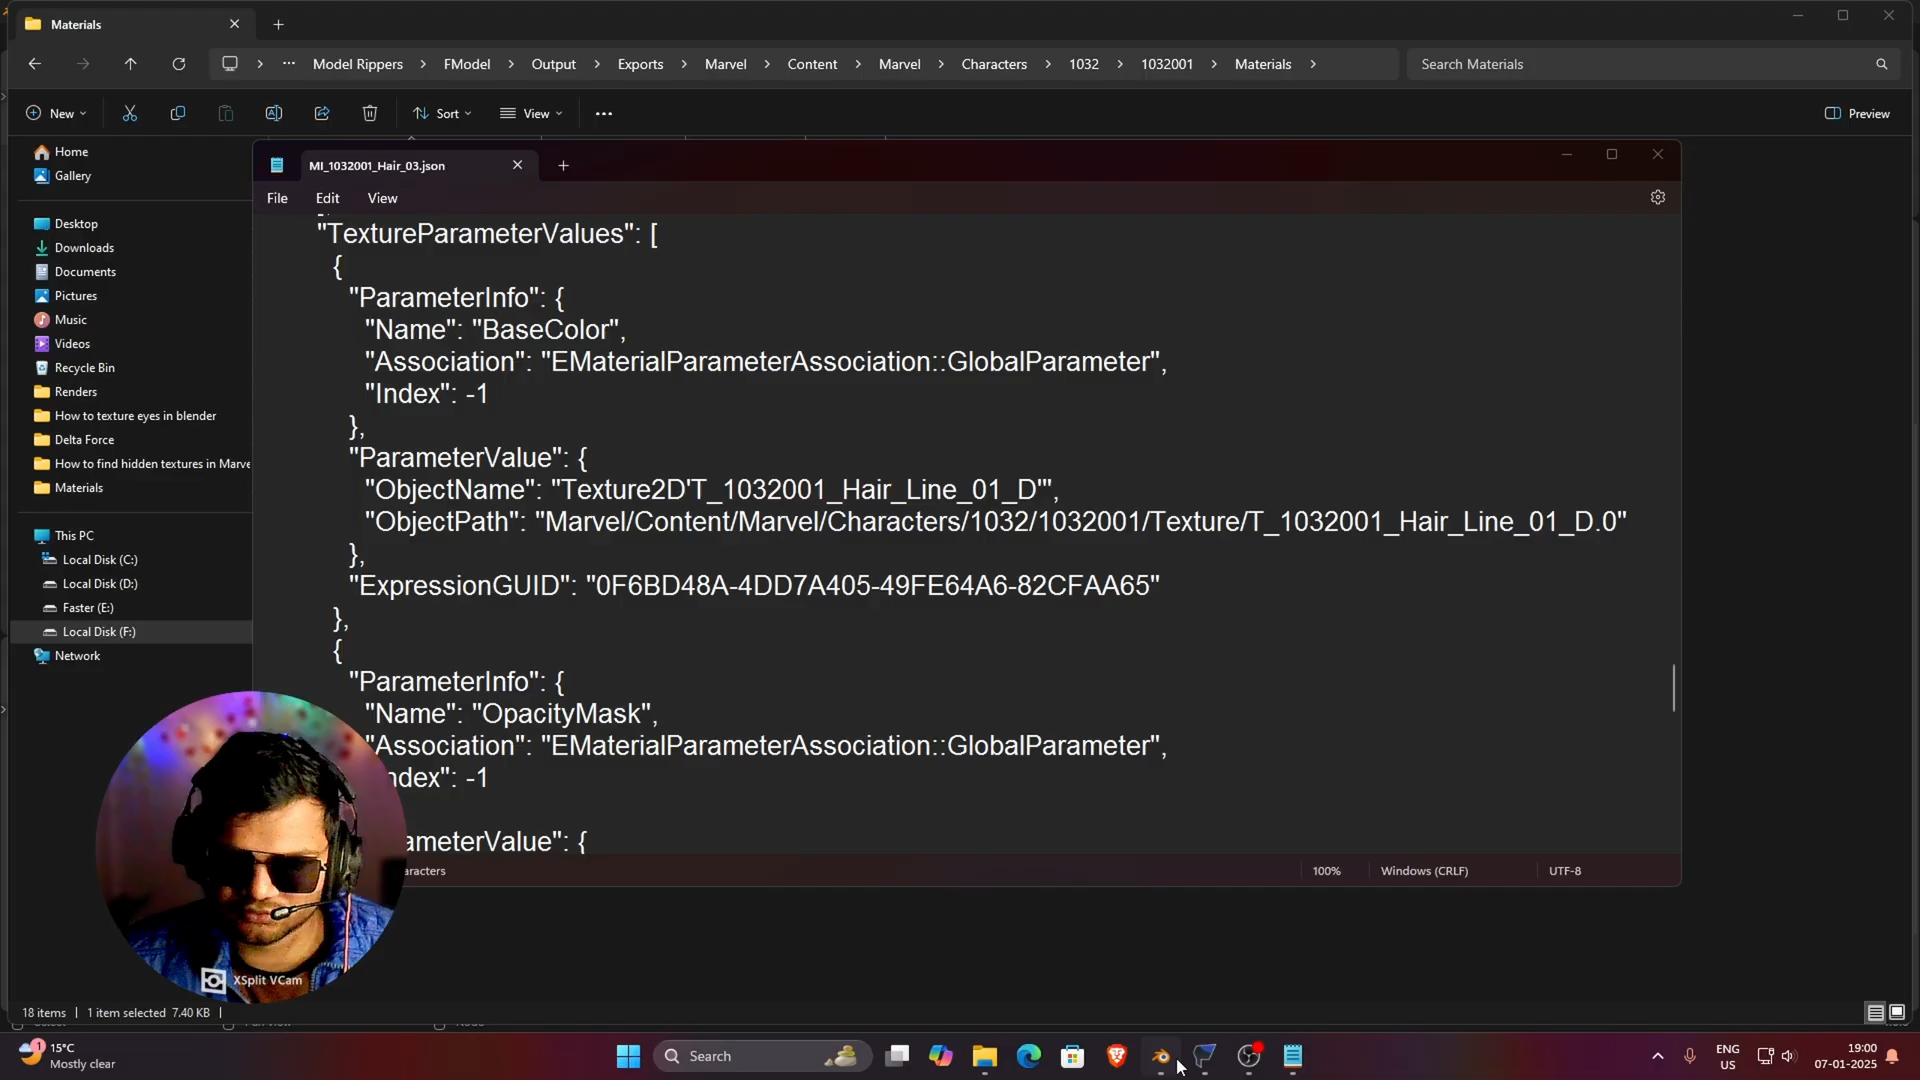 Materials
Model Rippers
FModel
Output
Exports
Marvel
Content
Marvel
Characters
1032
1032001
Materials
Search Materials
New
Sort
View
Preview
Home
Gallery
Desktop
Downloads
Documents
Pictures
Music
Videos
Recycle Bin
Renders
How to texture eyes in blender
Delta Force
How to find hidden textures in Marve
Materials
This PC
Local Disk (C:)
Local Disk (D:)
Faster (E:)
Local Disk (F:)
Network
MI_1032001_Hair_03.json
File
Edit
View
"TextureParameterValues": [
{
"ParameterInfo": {
"Name": "BaseColor",
"Association": "EMaterialParameterAssociation::GlobalParameter",
"Index": -1
},
"ParameterValue": {
"ObjectName": "Texture2D'T_1032001_Hair_Line_01_D'",
"ObjectPath": "Marvel/Content/Marvel/Characters/1032/1032001/Texture/T_1032001_Hair_Line_01_D.0"
},
"ExpressionGUID": "0F6BD48A-4DD7A405-49FE64A6-82CFAA65"
},
{
"ParameterInfo": {
"Name": "OpacityMask",
"Association": "EMaterialParameterAssociation::GlobalParameter",
ndex": -1
ameterValue": {
aracters
100%
Windows (CRLF)
UTF-8
XSplit VCam
18 items
1 item selected 7.40 KB
1
15°C
Mostly clear
Search
ENG
US
19:00
07-01-2025